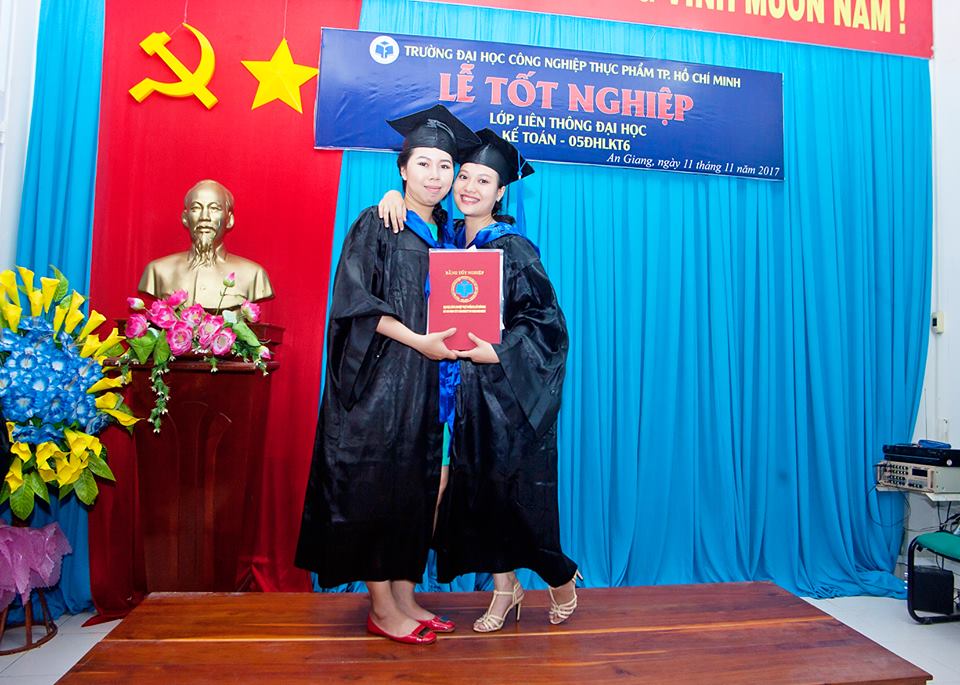 VINH MUÔN NĂM !
TRƯỜNG ĐẠI HỌC CÔNG NGHIỆP THỰC PHẨM TP. HỒ CHÍ MINH
LỄ TỐT NGHIỆP
LỚP LIÊN THÔNG ĐẠI HỌC
KẾ TOÁN - 05ĐHLKT6
An Giang, ngày 11 tháng 11 năm 2017
BẰNG TỐT NGHIỆP